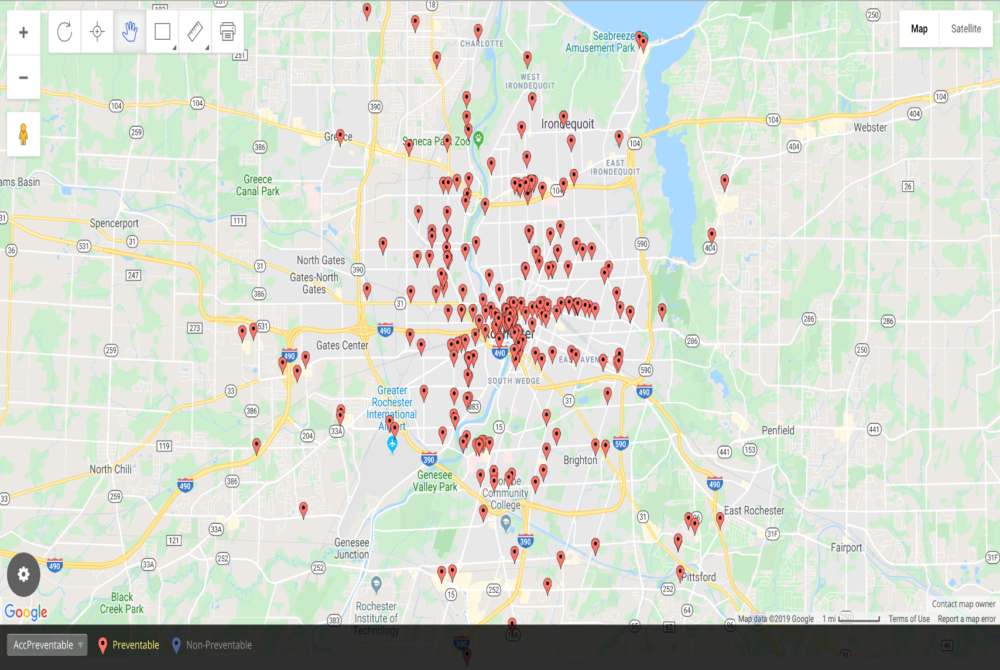 201
18
250
Map
Satellite
+
−
251
CHARLOTTE
Seabreeze
Amusement Park
WEST
IRONDEQUOIT
104
104
390
104
104
404
Irondequoit
Webster
259
Greece
Seneca Park Zoo
386
104
404
EAST
IRONDEQUOIT
Greece
Canal Park
ams Basin
104
26
31
Spencerport
111
36
531
31
590
404
North Gates
31
390
Gates-North
Gates
247
386
31
273
531
490
286
286
286
Rochester
259
Gates Center
490
490
EAST AVENUE
250
590
SOUTH WEDGE
33
490
Greater
Rochester
International
Airport
386
383
31
15
33A
204
Penfield
441
119
590
441
153
390
Brighton
North Chili
Genesee
Valley Park
386
490
490
Community
College
259
33
East Rochester
31
96
33A
31F
121
390
Genesee
Junction
Fairport
252
31F
33A
490
252
Pittsford
15
252
252
Black
Creek Park
Rochester
Institute of
Technology
64
Contact map owner
Google
383
Map data ©2019 Google
1 mi
250
Terms of Use
Report a map error
65
62
96
15A
390
46
31
AccPreventable
Preventable
Non-Preventable